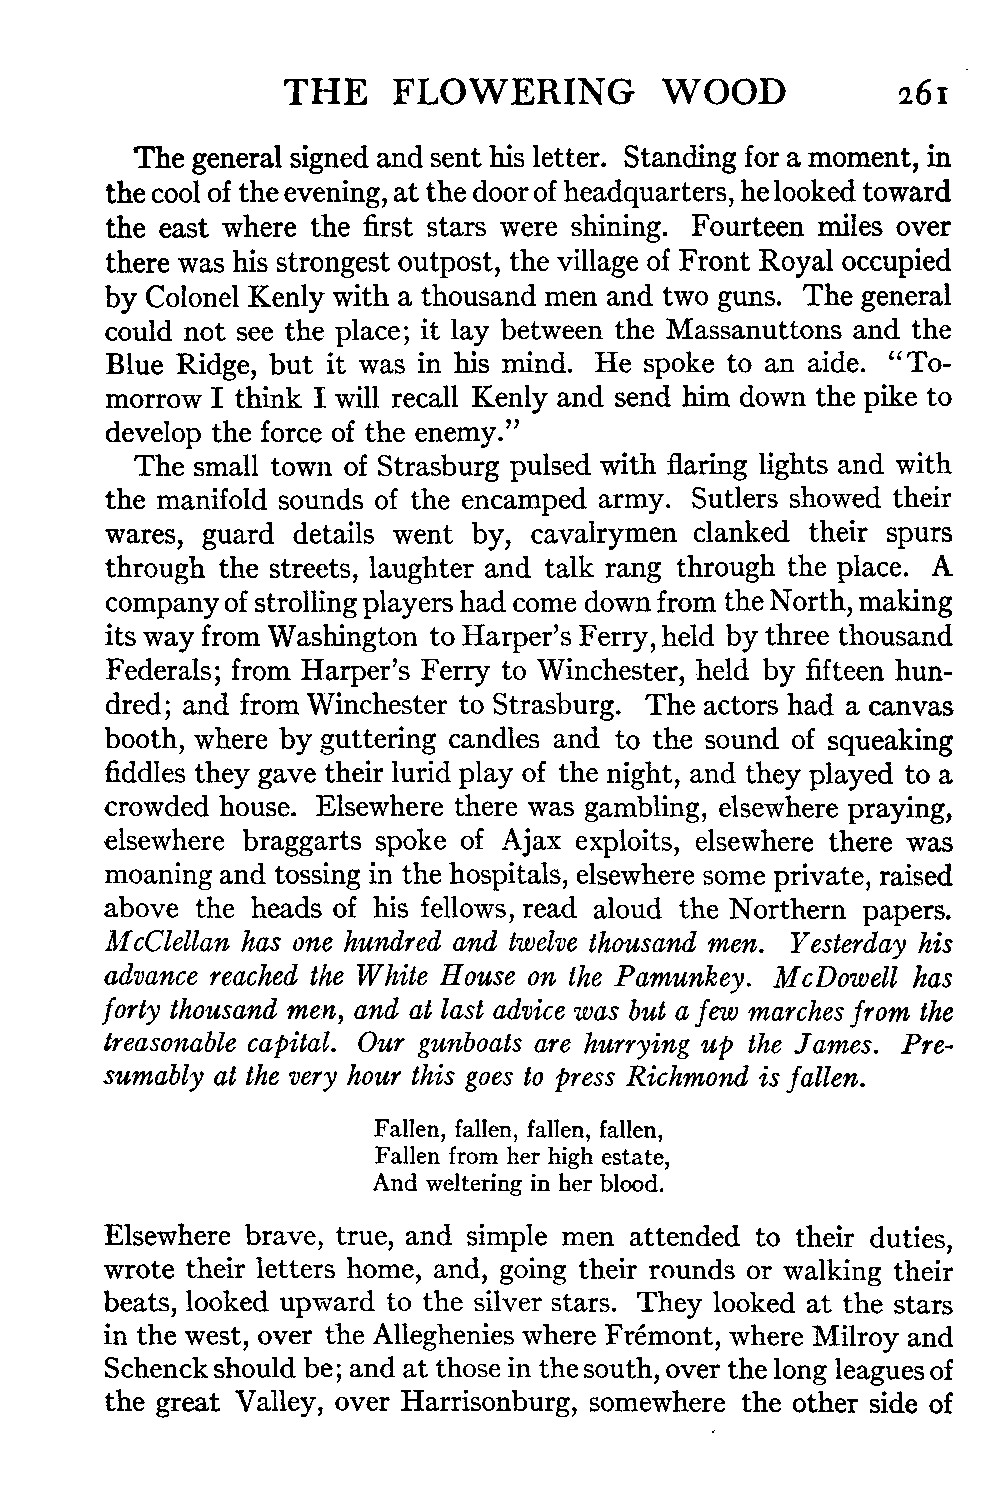 THE FLOWERING WOOD 261
The general signed and sent his letter. Standing for a moment, in
the cool of the evening, at the door of headquarters, he looked toward
the east where the first stars were shining. Fourteen miles over
there was his strongest outpost, the village of Front Royal occupied
by Colonel Kenly with a thousand men and two guns. The general
could not see the place; it lay between the Massanuttons and the
Blue Ridge, but it was in his mind. He spoke to an aide. “To-
morrow I think I will recall Kenly and send him down the pike to
develop the force of the enemy.”
The small town of Strasburg pulsed with flaring lights and with
the manifold sounds of the encamped army. Sutlers showed their
wares, guard details went by, cavalrymen clanked their spurs
through the streets, laughter and talk rang through the place. A
company of strolling players had come down from the North, making
its way from Washington to Harper’s Ferry, held by three thousand
Federals; from Harper’s Ferry to Winchester, held by fifteen hun-
dred; and from Winchester to Strasburg. The actors had a canvas
booth, where by guttering candles and to the sound of squeaking
fiddles they gave their lurid play of the night, and they played to a
crowded house. Elsewhere there was gambling, elsewhere praying,
elsewhere braggarts spoke of Ajax exploits, elsewhere there was
moaning and tossing in the hospitals, elsewhere some private, raised
above the heads of his fellows, read aloud the Northern papers.
McClellan has one hundred and twelve thousand men. Yesterday his
advance reached the White House on the Pamunkey. McDowell has
forty thousand men, and at last advice was but a few marches from the
treasonable capital. Our gunboats are hurrying up the James. Pre-
sumably at the very hour this goes to press Richmond is fallen.
Fallen, fallen, fallen, fallen,
Fallen from her high estate,
And weltering in her blood.
Elsewhere brave, true, and simple men attended to their duties,
wrote their letters home, and, going their rounds or walking their
beats, looked upward to the silver stars. They looked at the stars
in the west, over the Alleghenies where Frémont, where Milroy and
Schenck should be; and at those in the south, over the long leagues of
the great Valley, over Harrisonburg, somewhere the other side of